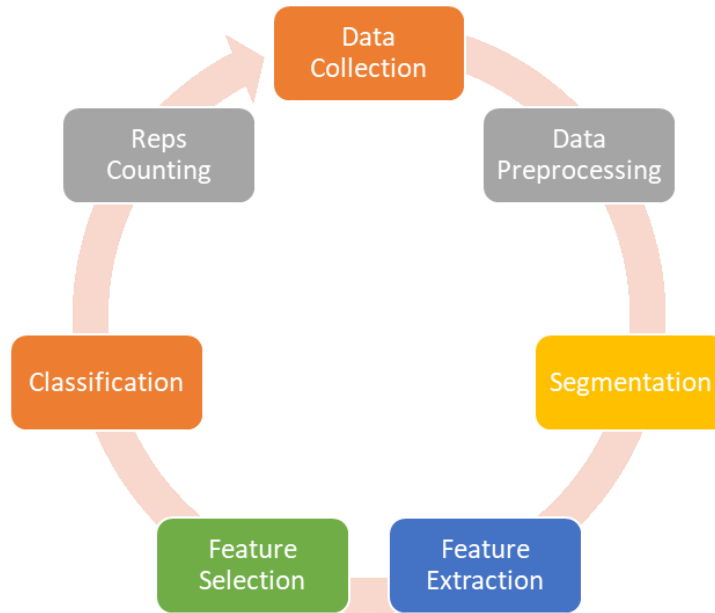 Data
Collection
Data
Preprocessing
Segmentation
Feature
Extraction
Feature
Selection
Classification
Reps
Counting